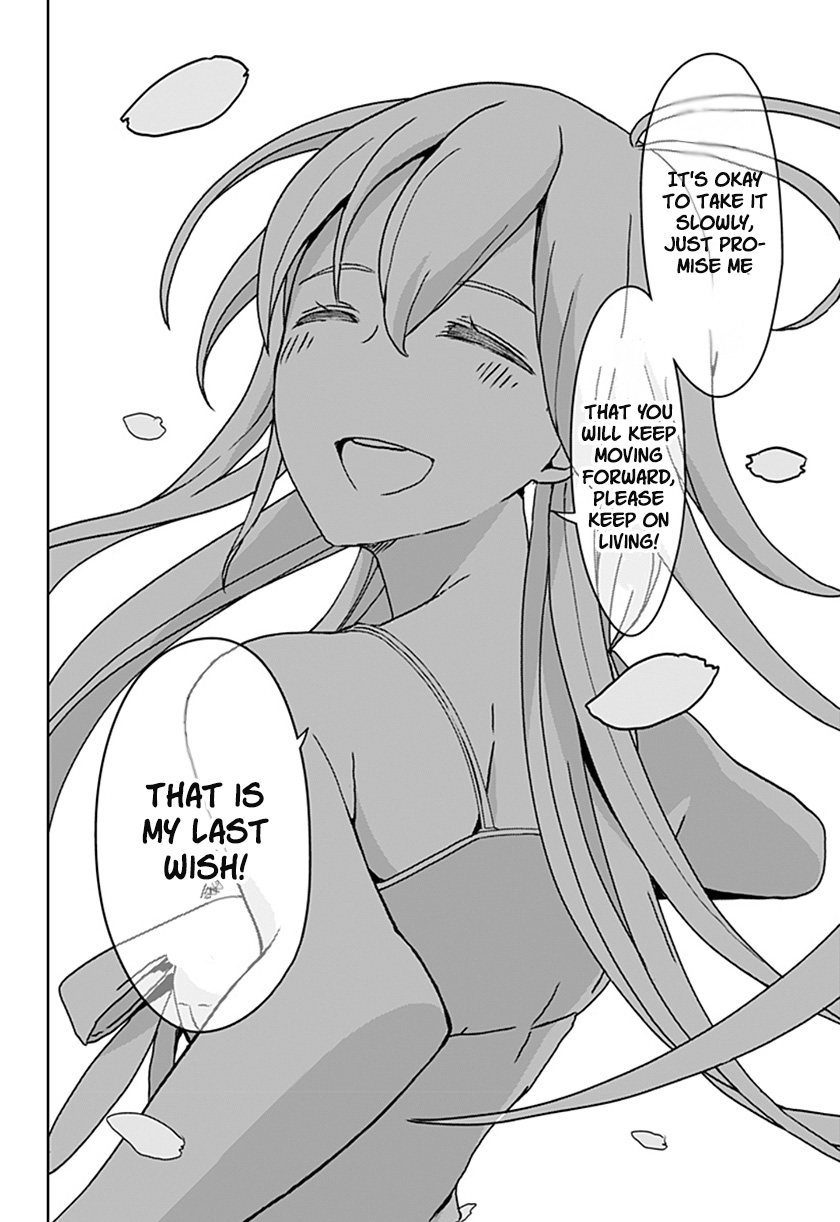 IT'S OKAY
TO TAKE IT
SLOWLY,
JUST PRO-
MISE ME
THAT YOU
WILL KEEP
MOVING
FORWARD,
PLEASE
KEEP ON
LIVING!
THAT IS
MY LAST
WISH!